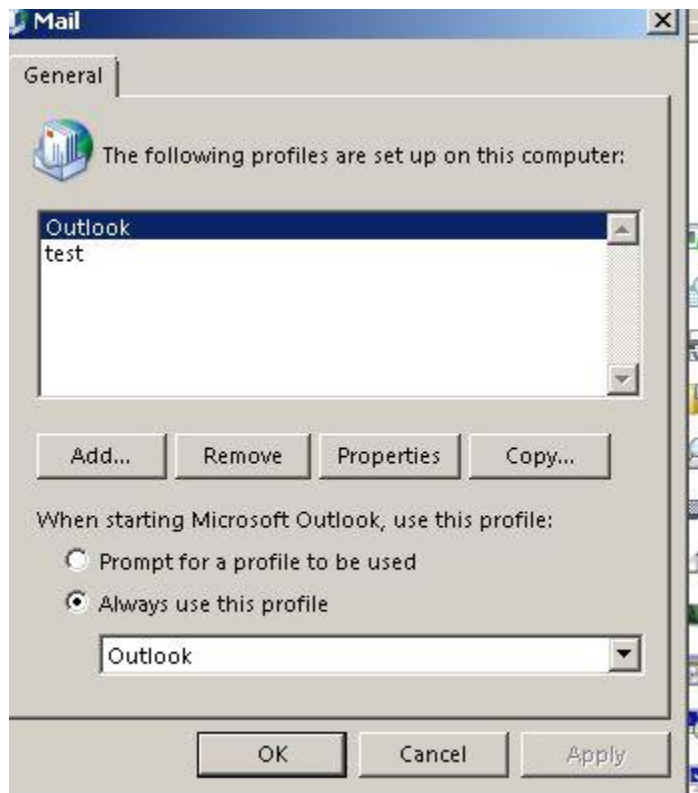 Mail
General
The following profiles are set up on this computer:
Outlook
test
Add... Remove Properties Copy...
When starting Microsoft Outlook, use this profile:
Prompt for a profile to be used
Always use this profile
Outlook
OK Cancel Apply